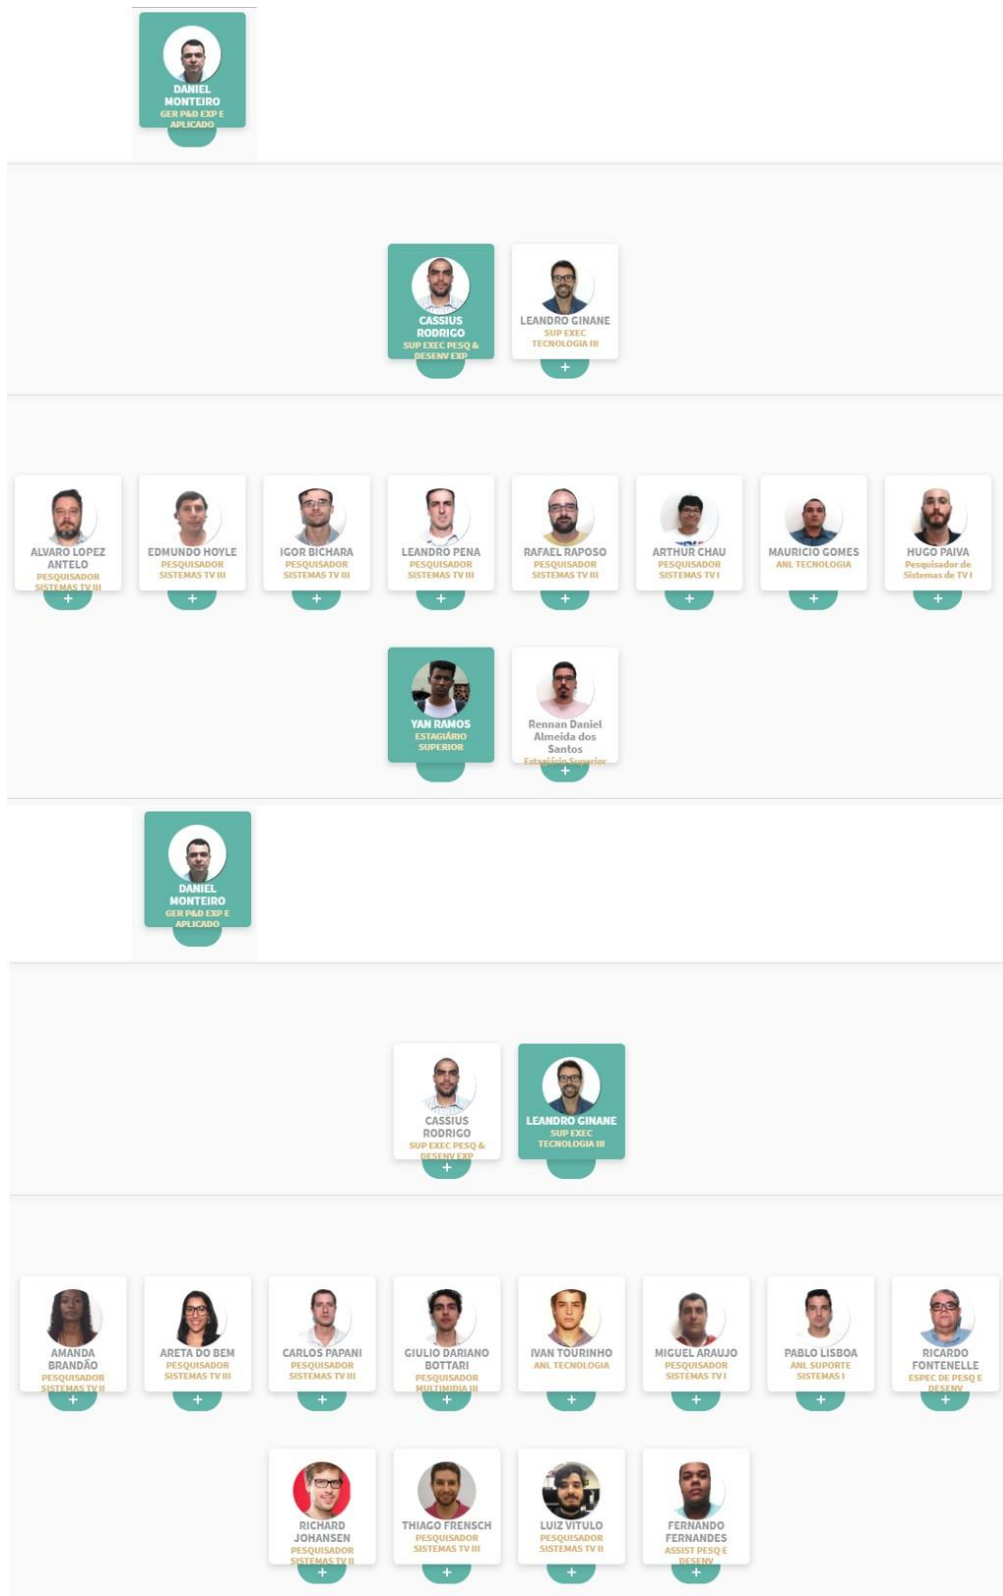 DANIEL
MONTEIRO
GER P&D EXP E
APLICADO
CASSIUS
RODRIGO
SUP EXEC PESQ &
DESENV EXP
LEANDRO GINANE
SUP EXEC
TECNOLOGIA III
+
ALVARO LOPEZ
ANTELO
PESQUISADOR
SISTEMAS TV III
+
EDMUNDO HOYLE
PESQUISADOR
SISTEMAS TV III
+
IGOR BICHARA
PESQUISADOR
SISTEMAS TV III
+
LEANDRO PENA
PESQUISADOR
SISTEMAS TV III
+
RAFAEL RAPOSO
PESQUISADOR
SISTEMAS TV III
+
ARTHUR CHAU
PESQUISADOR
SISTEMAS TV I
+
MAURICIO GOMES
ANL TECNOLOGIA
+
HUGO PAIVA
Pesquisador de
Sistemas de TV I
+
YAN RAMOS
ESTAGIÁRIO
SUPERIOR
Rennan Daniel
Almeida dos
Santos
Estagiário Superior
+
DANIEL
MONTEIRO
GER P&D EXP E
APLICADO
CASSIUS
RODRIGO
SUP EXEC PESQ &
DESENV EXP
+
LEANDRO GINANE
SUP EXEC
TECNOLOGIA III
AMANDA
BRANDÃO
PESQUISADOR
SISTEMAS TV II
+
ARETA DO BEM
PESQUISADOR
SISTEMAS TV III
+
CARLOS PAPANI
PESQUISADOR
SISTEMAS TV III
+
GIULIO DARIANO
BOTTARI
PESQUISADOR
MULTIMIDIA III
+
IVAN TOURINHO
ANL TECNOLOGIA
+
MIGUEL ARAUJO
PESQUISADOR
SISTEMAS TV I
+
PABLO LISBOA
ANL SUPORTE
SISTEMAS I
+
RICARDO
FONTENELLE
ESPEC DE PESQ E
DESENV
+
RICHARD
JOHANSEN
PESQUISADOR
SISTEMAS TV II
+
THIAGO FRENSCH
PESQUISADOR
SISTEMAS TV III
+
LUIZ VITULO
PESQUISADOR
SISTEMAS TV II
+
FERNANDO
FERNANDES
ASSIST PESQ E
DESENV
+